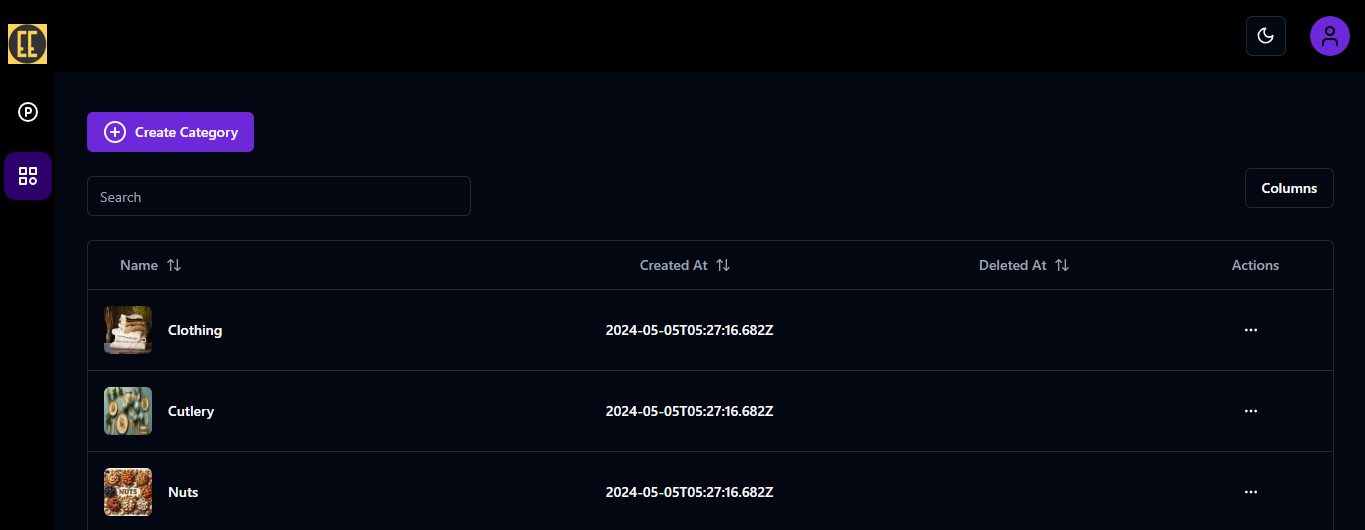 EE
P
Create Category
Search
Columns
Name Created At Deleted At Actions
Clothing 2024-05-05T05:27:16.682Z ...
Cutlery 2024-05-05T05:27:16.682Z ...
NUTS
Nuts 2024-05-05T05:27:16.682Z ...